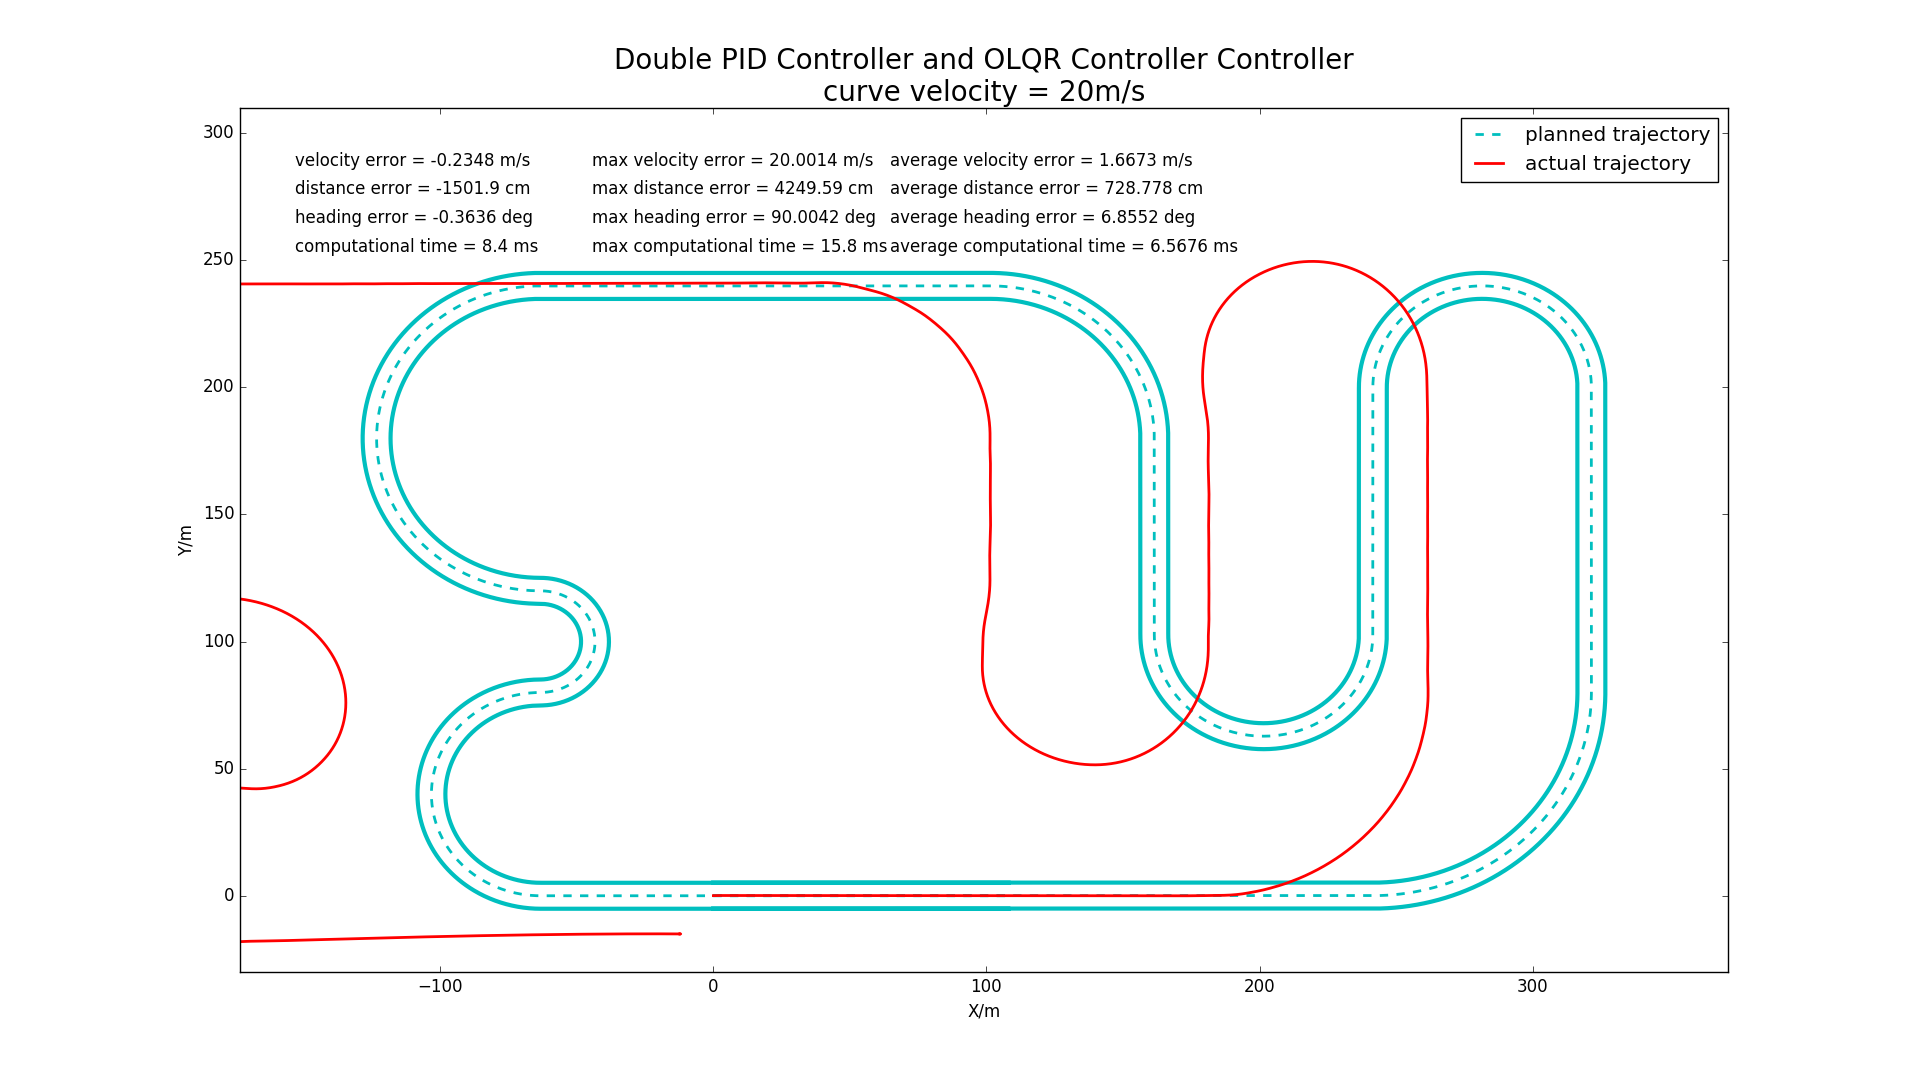 Double PID Controller and OLQR Controller Controller
curve velocity = 20m/s
planned trajectory
actual trajectory
velocity error = -0.2348 m/s
distance error = -1501.9 cm
heading error = -0.3636 deg
computational time = 8.4 ms
max velocity error = 20.0014 m/s
max distance error = 4249.59 cm
max heading error = 90.0042 deg
max computational time = 15.8 ms
average velocity error = 1.6673 m/s
average distance error = 728.778 cm
average heading error = 6.8552 deg
average computational time = 6.5676 ms
300
250
200
150
100
50
0
Y/m
−100
0
100
200
300
X/m